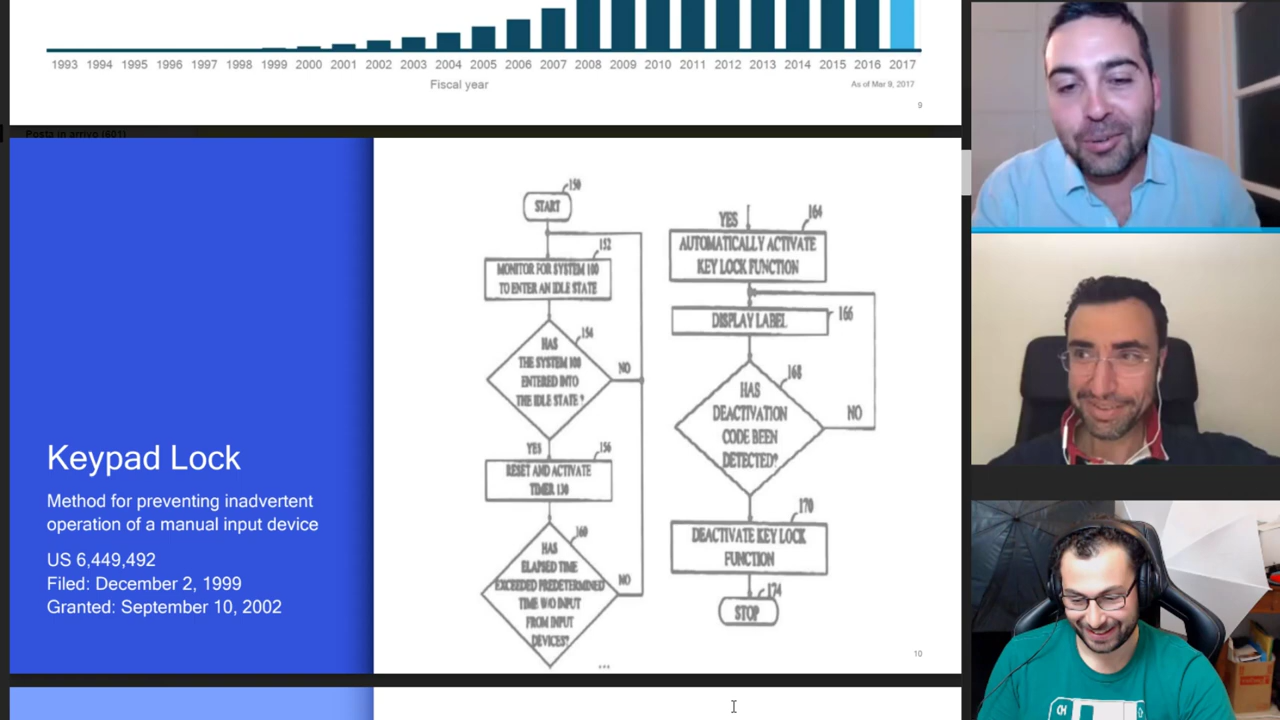 1993 1994 1995 1996 1997 1998 1999 2000 2001 2002 2003 2004 2005 2006 2007 2008 2009 2010 2011 2012 2013 2014 2015 2016 2017
Fiscal year
As of Mar 9, 2017
9
Posta in arrivo (601)
Keypad Lock
Method for preventing inadvertent
operation of a manual input device
US 6,449,492
Filed: December 2, 1999
Granted: September 10, 2002
150
START
152
MONITOR FOR SYSTEM 100
TO ENTER AN IDLE STATE
154
HAS
THE SYSTEM 100
ENTERED INTO
THE IDLE STATE ?
NO
YES
156
RESET AND ACTIVATE
TIMER 130
160
HAS
ELAPSED TIME
EXCEEDED PREDETERMINED
TIME W/O INPUT
FROM INPUT
DEVICES?
NO
...
YES
164
AUTOMATICALLY ACTIVATE
KEY LOCK FUNCTION
DISPLAY LABEL
166
168
HAS
DEACTIVATION
CODE BEEN
DETECTED?
NO
170
DEACTIVATE KEY LOCK
FUNCTION
174
STOP
10
CH